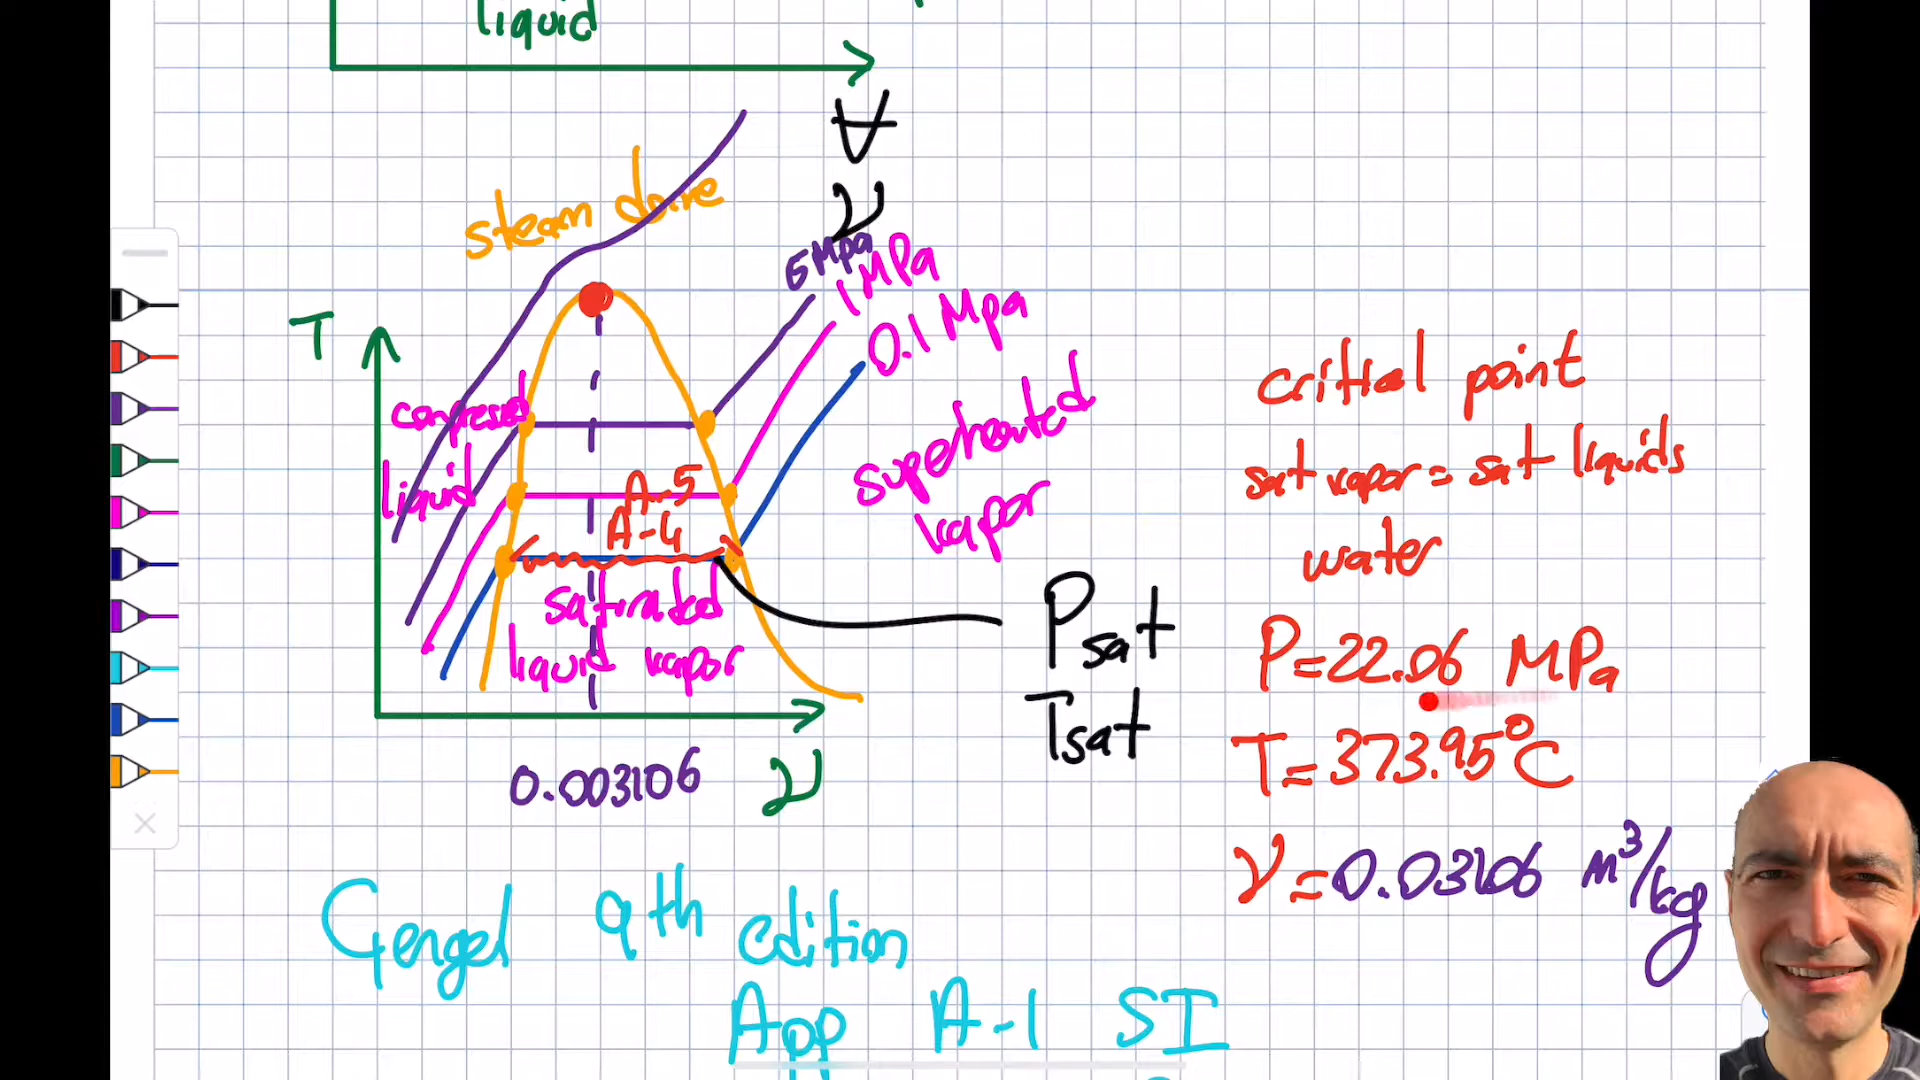 liquid
V
ν
steam dome
5 MPa
1 MPa
0.1 Mpa
T
compressed
liquid
superheated
vapor
A-5
A-4
saturated
liquid vapor
Psat
Tsat
0.003106
ν
critical point
sat vapor = sat liquids
water
P=22.06 MPa
T=373.95°C
ν=0.03106 m³/kg
Çengel 9th edition
App A-1 SI